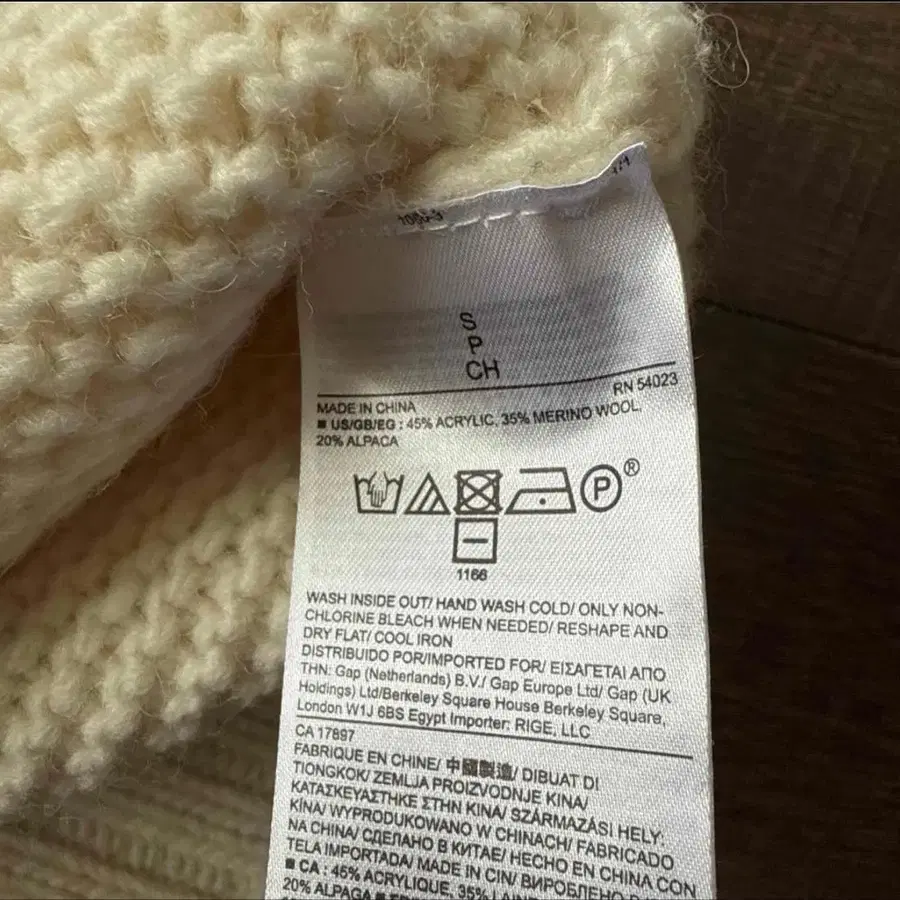 S
P
CH
RN 54023
MADE IN CHINA
■ US/GB/EG : 45% ACRYLIC, 35% MERINO WOOL,
20% ALPACA
P ®
1166
WASH INSIDE OUT/ HAND WASH COLD/ ONLY NON-
CHLORINE BLEACH WHEN NEEDED/ RESHAPE AND
DRY FLAT/ COOL IRON
DISTRIBUIDO POR/IMPORTED FOR/ ΕΙΣΑΓΕΤΑΙ ΑΠΟ
THN: Gap (Netherlands) B.V./ Gap Europe Ltd/ Gap (UK
Holdings) Ltd/Berkeley Square House Berkeley Square,
London W1J 6BS Egypt Importer: RIGE, LLC
CA 17897
FABRIQUE EN CHINE/ 中國製造/ DIBUAT DI
TIONGKOK/ ZEMLJA PROIZVODNJE KINA/
ΚΑΤΑΣΚΕΥΑΣΤΗΚΕ ΣΤΗΝ ΚΙΝΑ/ SZÁRMAZÁSI HELY:
KÍNA/ WYPRODUKOWANO W CHINACH/ FABRICADO
NA CHINA/ СДЕЛАНО В КИТАЕ/ HECHO EN CHINA CON
TELA IMPORTADA/ MADE IN CIN/ ВИРОБЛЕНО
■ CA : 45% ACRYLIQUE, 35%
20% ALPAGA